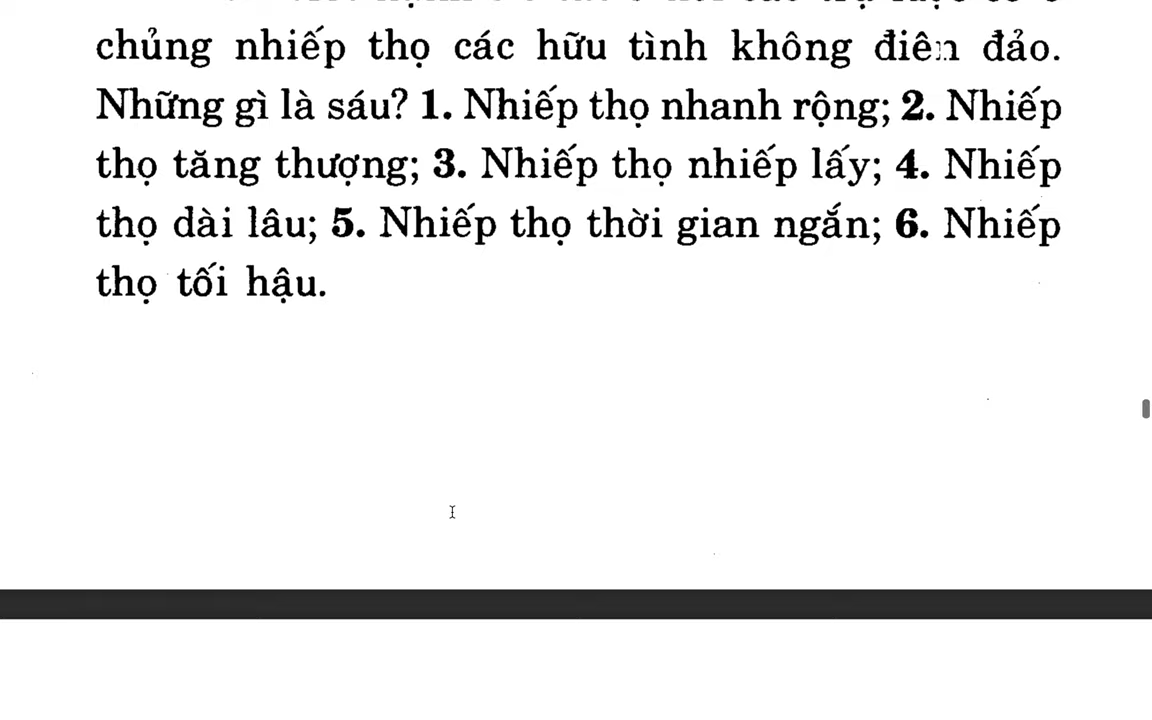 chủng nhiếp thọ các hữu tình không điên đảo.
Những gì là sáu? 1. Nhiếp thọ nhanh rộng; 2. Nhiếp
thọ tăng thượng; 3. Nhiếp thọ nhiếp lấy; 4. Nhiếp
thọ dài lâu; 5. Nhiếp thọ thời gian ngắn; 6. Nhiếp
thọ tối hậu.